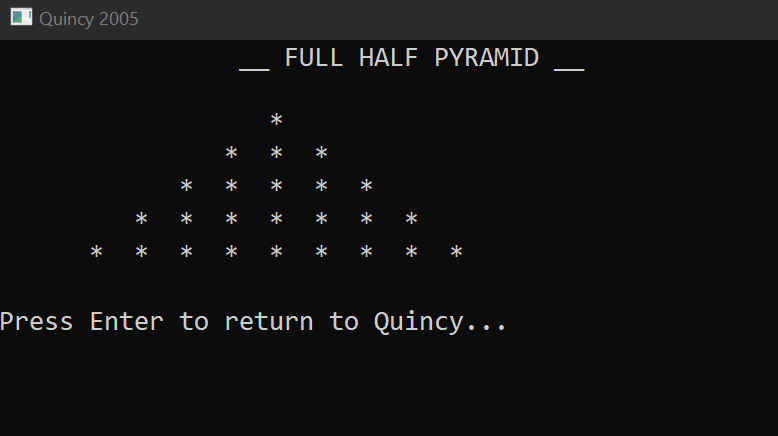 Quincy 2005
__ FULL HALF PYRAMID __
*
* * *
* * * * *
* * * * * * *
* * * * * * * * *
Press Enter to return to Quincy...